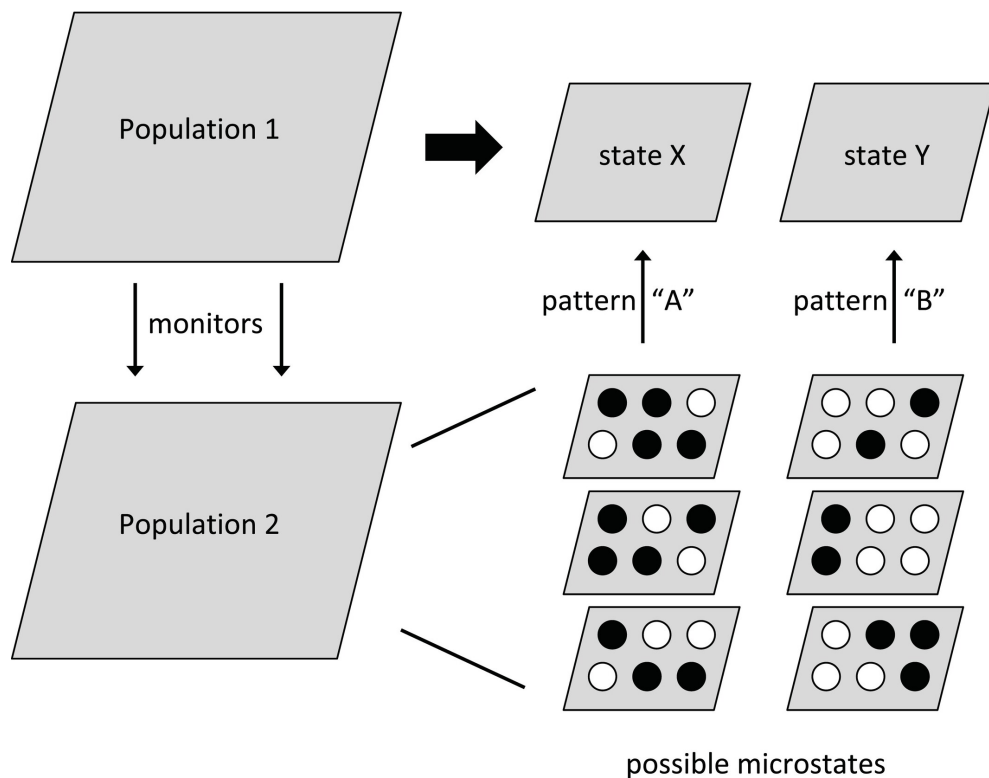 Population 1
state X
state Y
monitors
pattern “A”
pattern “B”
Population 2
possible microstates